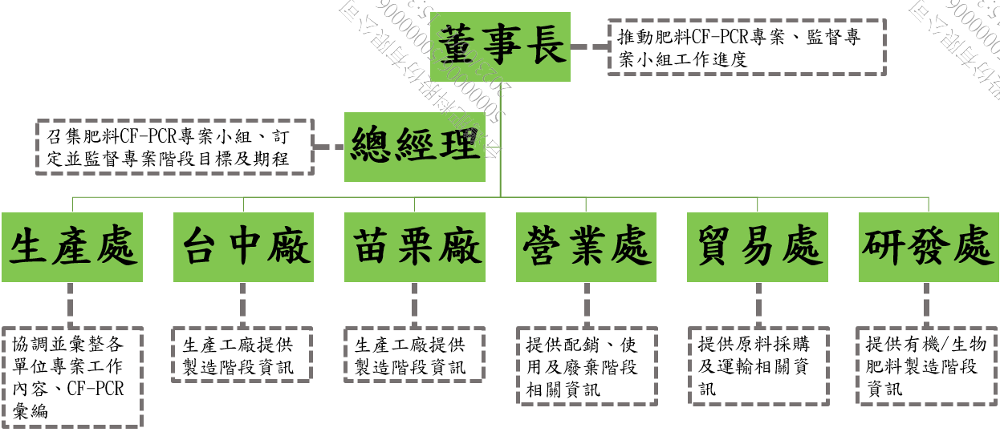 董事長
推動肥料CF-PCR專案、監督專
案小組工作進度
召集肥料CF-PCR專案小組、訂
定並監督專案階段目標及期程
總經理
生產處
台中廠
苗栗廠
營業處
貿易處
研發處
協調並彙整各
單位專案工作
內容、CF-PCR
彙編
生產工廠提供
製造階段資訊
生產工廠提供
製造階段資訊
提供配銷、使
用及廢棄階段
相關資訊
提供原料採購
及運輸相關資
訊
提供有機/生物
肥料製造階段
資訊